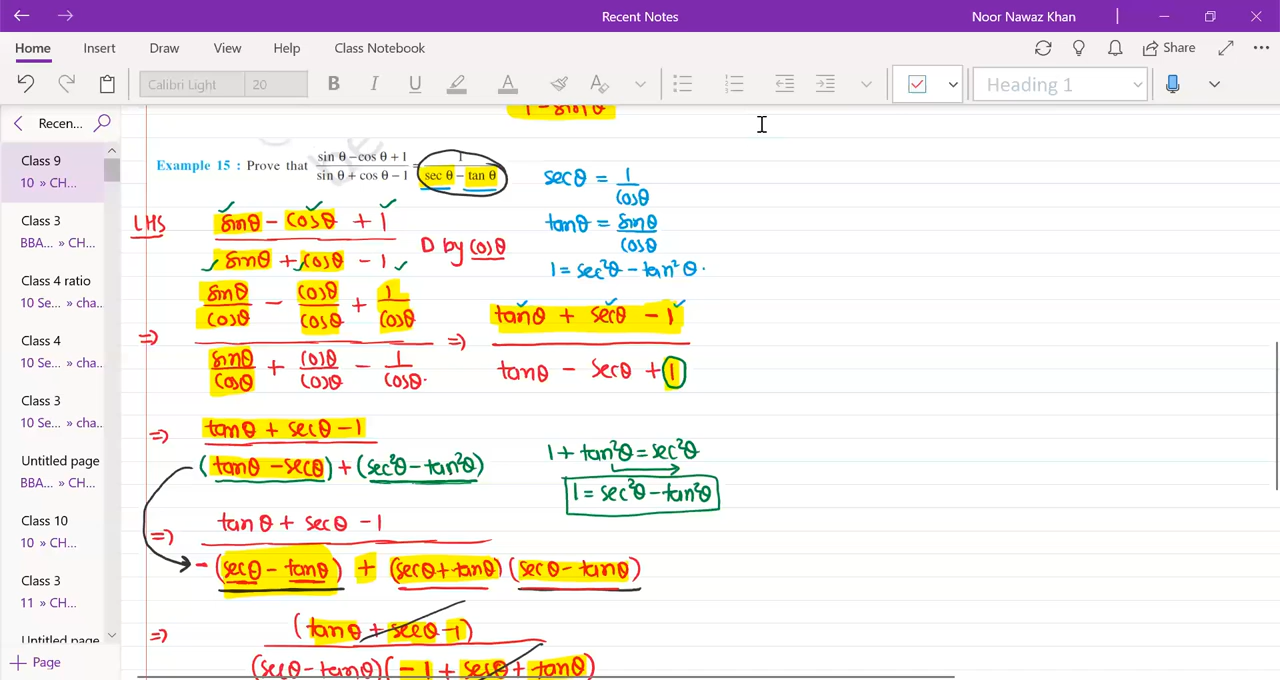 Recent Notes
Noor Nawaz Khan
Home Insert Draw View Help Class Notebook
Share
Calibri Light 20
B I U A
Heading 1
Recen...
Class 9
10 » CH...
Class 3
BBA... » CH...
Class 4 ratio
10 Se... » cha...
Class 4
10 Se... » cha...
Class 3
10 Se... » cha...
Untitled page
BBA... » CH...
Class 10
10 » CH...
Class 3
11 » CH...
Untitled page
+ Page
1 - sin θ
Example 15 : Prove that (sin θ – cos θ + 1)/(sin θ + cos θ – 1) = 1/(sec θ – tan θ)
secθ = 1/cosθ
tanθ = sinθ/cosθ
1 = sec²θ - tan²θ.
LHS
(sinθ - cosθ + 1)/(sinθ + cosθ - 1)
D by cosθ
=> (sinθ/cosθ - cosθ/cosθ + 1/cosθ)/(sinθ/cosθ + cosθ/cosθ - 1/cosθ.)
=> (tanθ + secθ - 1)/(tanθ - secθ + 1)
=> (tanθ + secθ - 1)/((tanθ - secθ) + (sec²θ - tan²θ))
1 + tan²θ = sec²θ
1 = sec²θ - tan²θ
=> (tanθ + secθ - 1)/(-(secθ - tanθ) + (secθ + tanθ)(secθ - tanθ))
=> (tanθ + secθ - 1)
(secθ - tanθ)(-1 + secθ + tanθ)